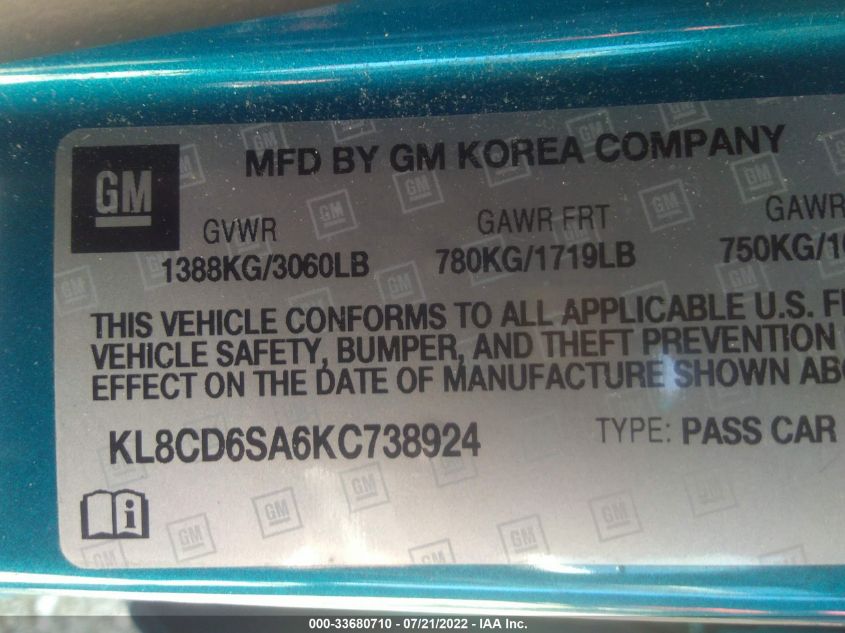 MFD BY GM KOREA COMPANY
GM
GVWR GAWR FRT GAWR
1388KG/3060LB 780KG/1719LB 750KG/
THIS VEHICLE CONFORMS TO ALL APPLICABLE U.S.
VEHICLE SAFETY, BUMPER, AND THEFT PREVENTION
EFFECT ON THE DATE OF MANUFACTURE SHOWN
KL8CD6SA6KC738924 TYPE: PASS CAR
000-33680710 - 07/21/2022 - IAA Inc.